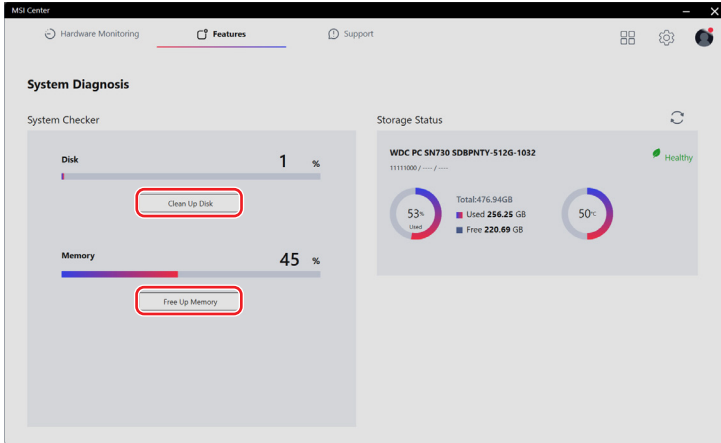 MSI Center
Hardware Monitoring
Features
Support
System Diagnosis
System Checker
Disk
1 %
Clean Up Disk
Memory
45 %
Free Up Memory
Storage Status
WDC PC SN730 SDBPNTY-512G-1032
11111000 / ---- / ----
Healthy
53%
Used
Total:476.94GB
Used 256.25 GB
Free 220.69 GB
50°C